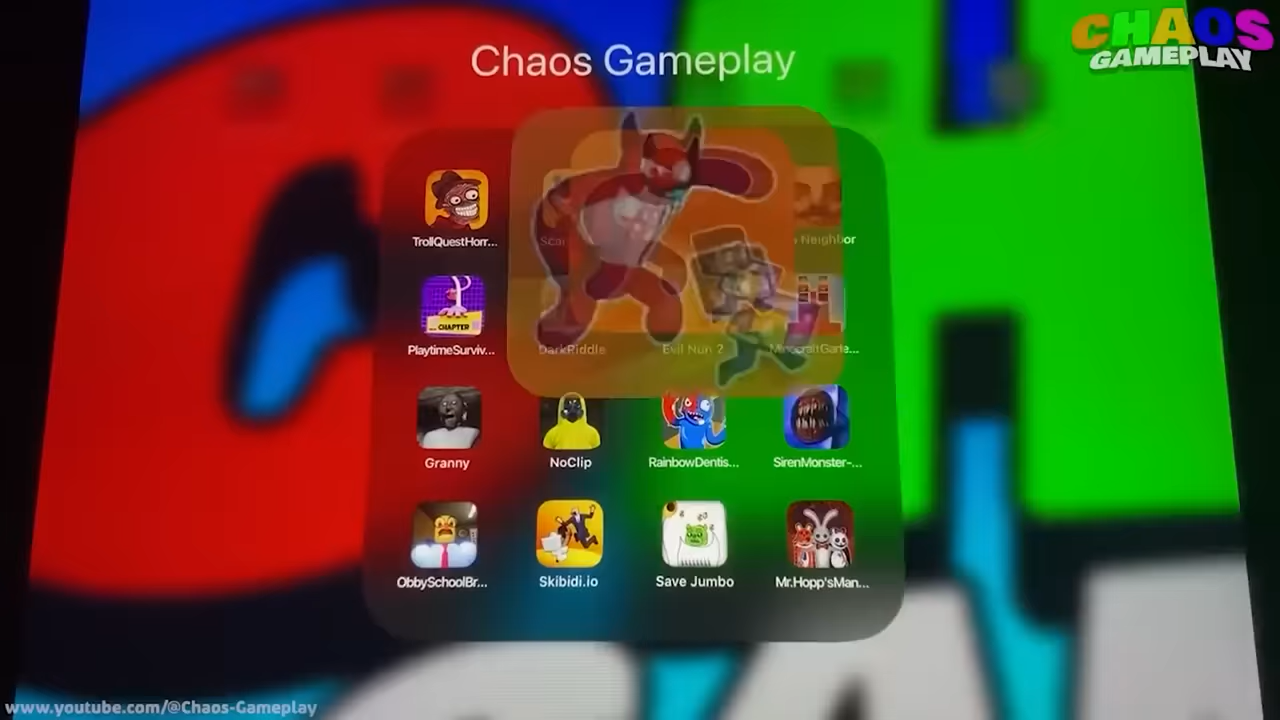 CHAOS
GAMEPLAY
Chaos Gameplay
TrollQuestHorr...
Neighbor
PlaytimeSurviv...
CHAPTER
DarkRiddle
Evil Nun 2
MinecraftGarte...
Granny
NoClip
RainbowDentis...
SirenMonster-...
ObbySchoolBr...
Skibidi.io
Save Jumbo
Mr.Hopp'sMan...
www.youtube.com/@Chaos-Gameplay